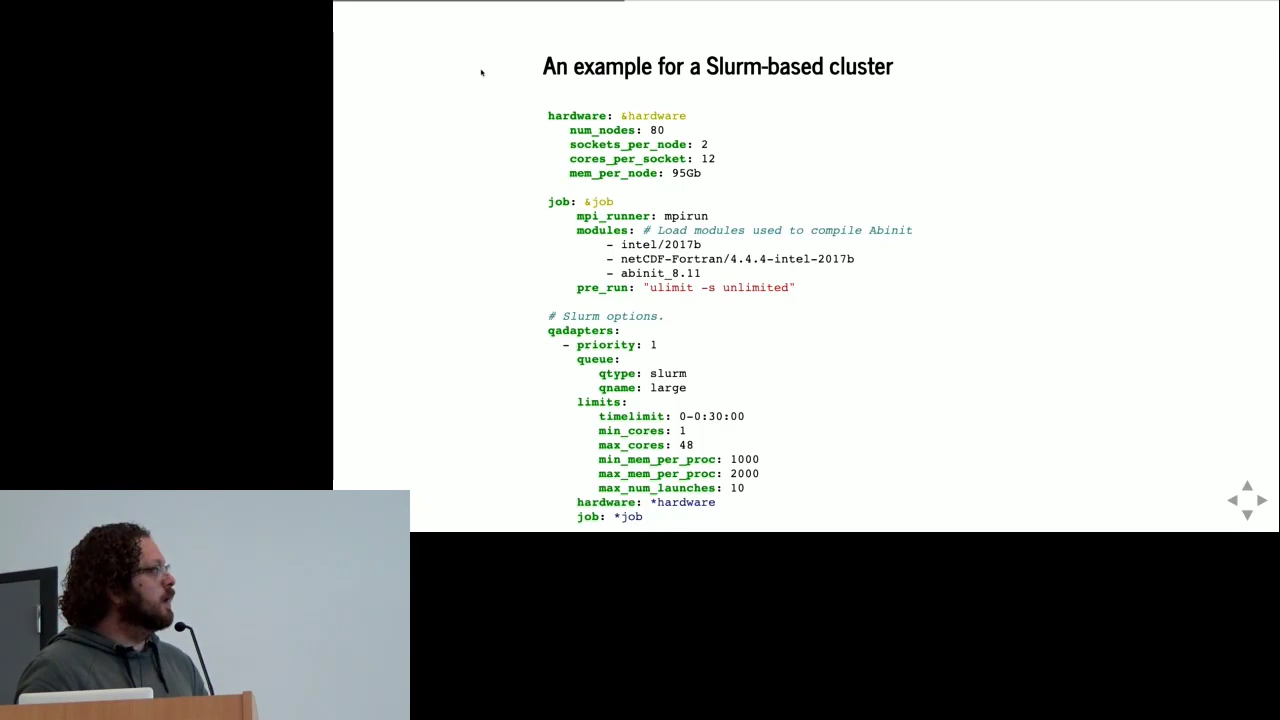 An example for a Slurm-based cluster
hardware: &hardware
num_nodes: 80
sockets_per_node: 2
cores_per_socket: 12
mem_per_node: 95Gb
job: &job
mpi_runner: mpirun
modules: # Load modules used to compile Abinit
- intel/2017b
- netCDF-Fortran/4.4.4-intel-2017b
- abinit_8.11
pre_run: "ulimit -s unlimited"
# Slurm options.
qadapters:
- priority: 1
queue:
qtype: slurm
qname: large
limits:
timelimit: 0-0:30:00
min_cores: 1
max_cores: 48
min_mem_per_proc: 1000
max_mem_per_proc: 2000
max_num_launches: 10
hardware: *hardware
job: *job